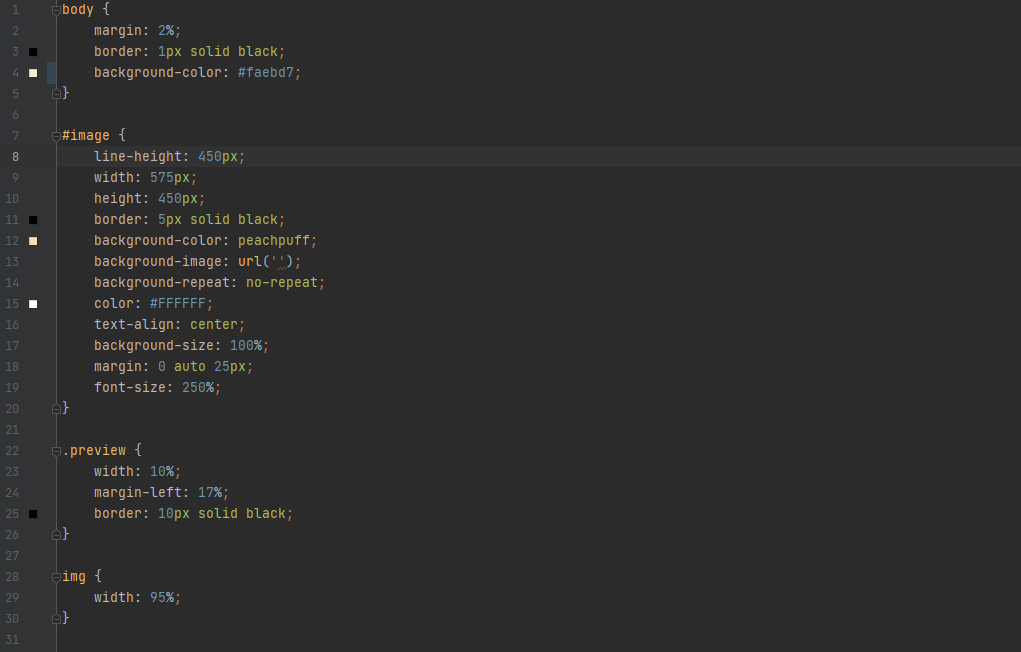 1 body {
2 margin: 2%;
3 border: 1px solid black;
4 background-color: #faebd7;
5 }
6
7 #image {
8 line-height: 450px;
9 width: 575px;
10 height: 450px;
11 border: 5px solid black;
12 background-color: peachpuff;
13 background-image: url('');
14 background-repeat: no-repeat;
15 color: #FFFFFF;
16 text-align: center;
17 background-size: 100%;
18 margin: 0 auto 25px;
19 font-size: 250%;
20 }
21
22 .preview {
23 width: 10%;
24 margin-left: 17%;
25 border: 10px solid black;
26 }
27
28 img {
29 width: 95%;
30 }
31